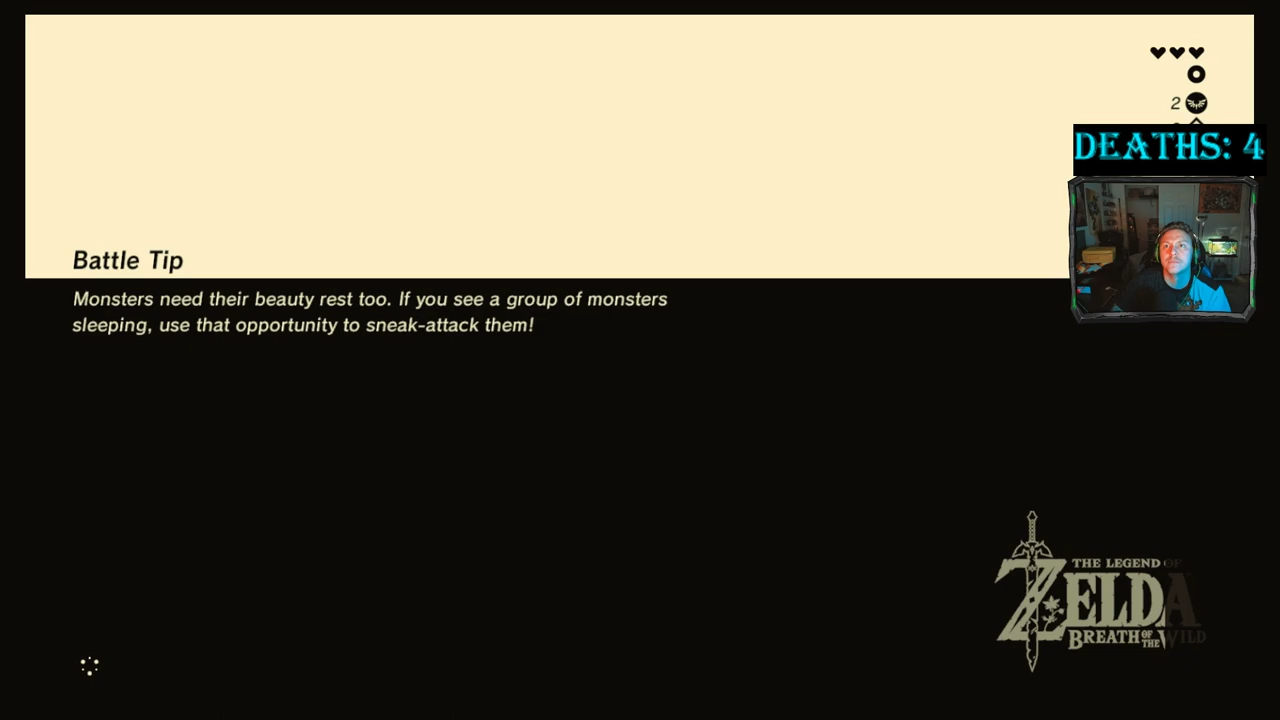 2
DEATHS: 4
Battle Tip
Monsters need their beauty rest too. If you see a group of monsters
sleeping, use that opportunity to sneak-attack them!
THE LEGEND OF
ZELDA
BREATH OF THE WILD